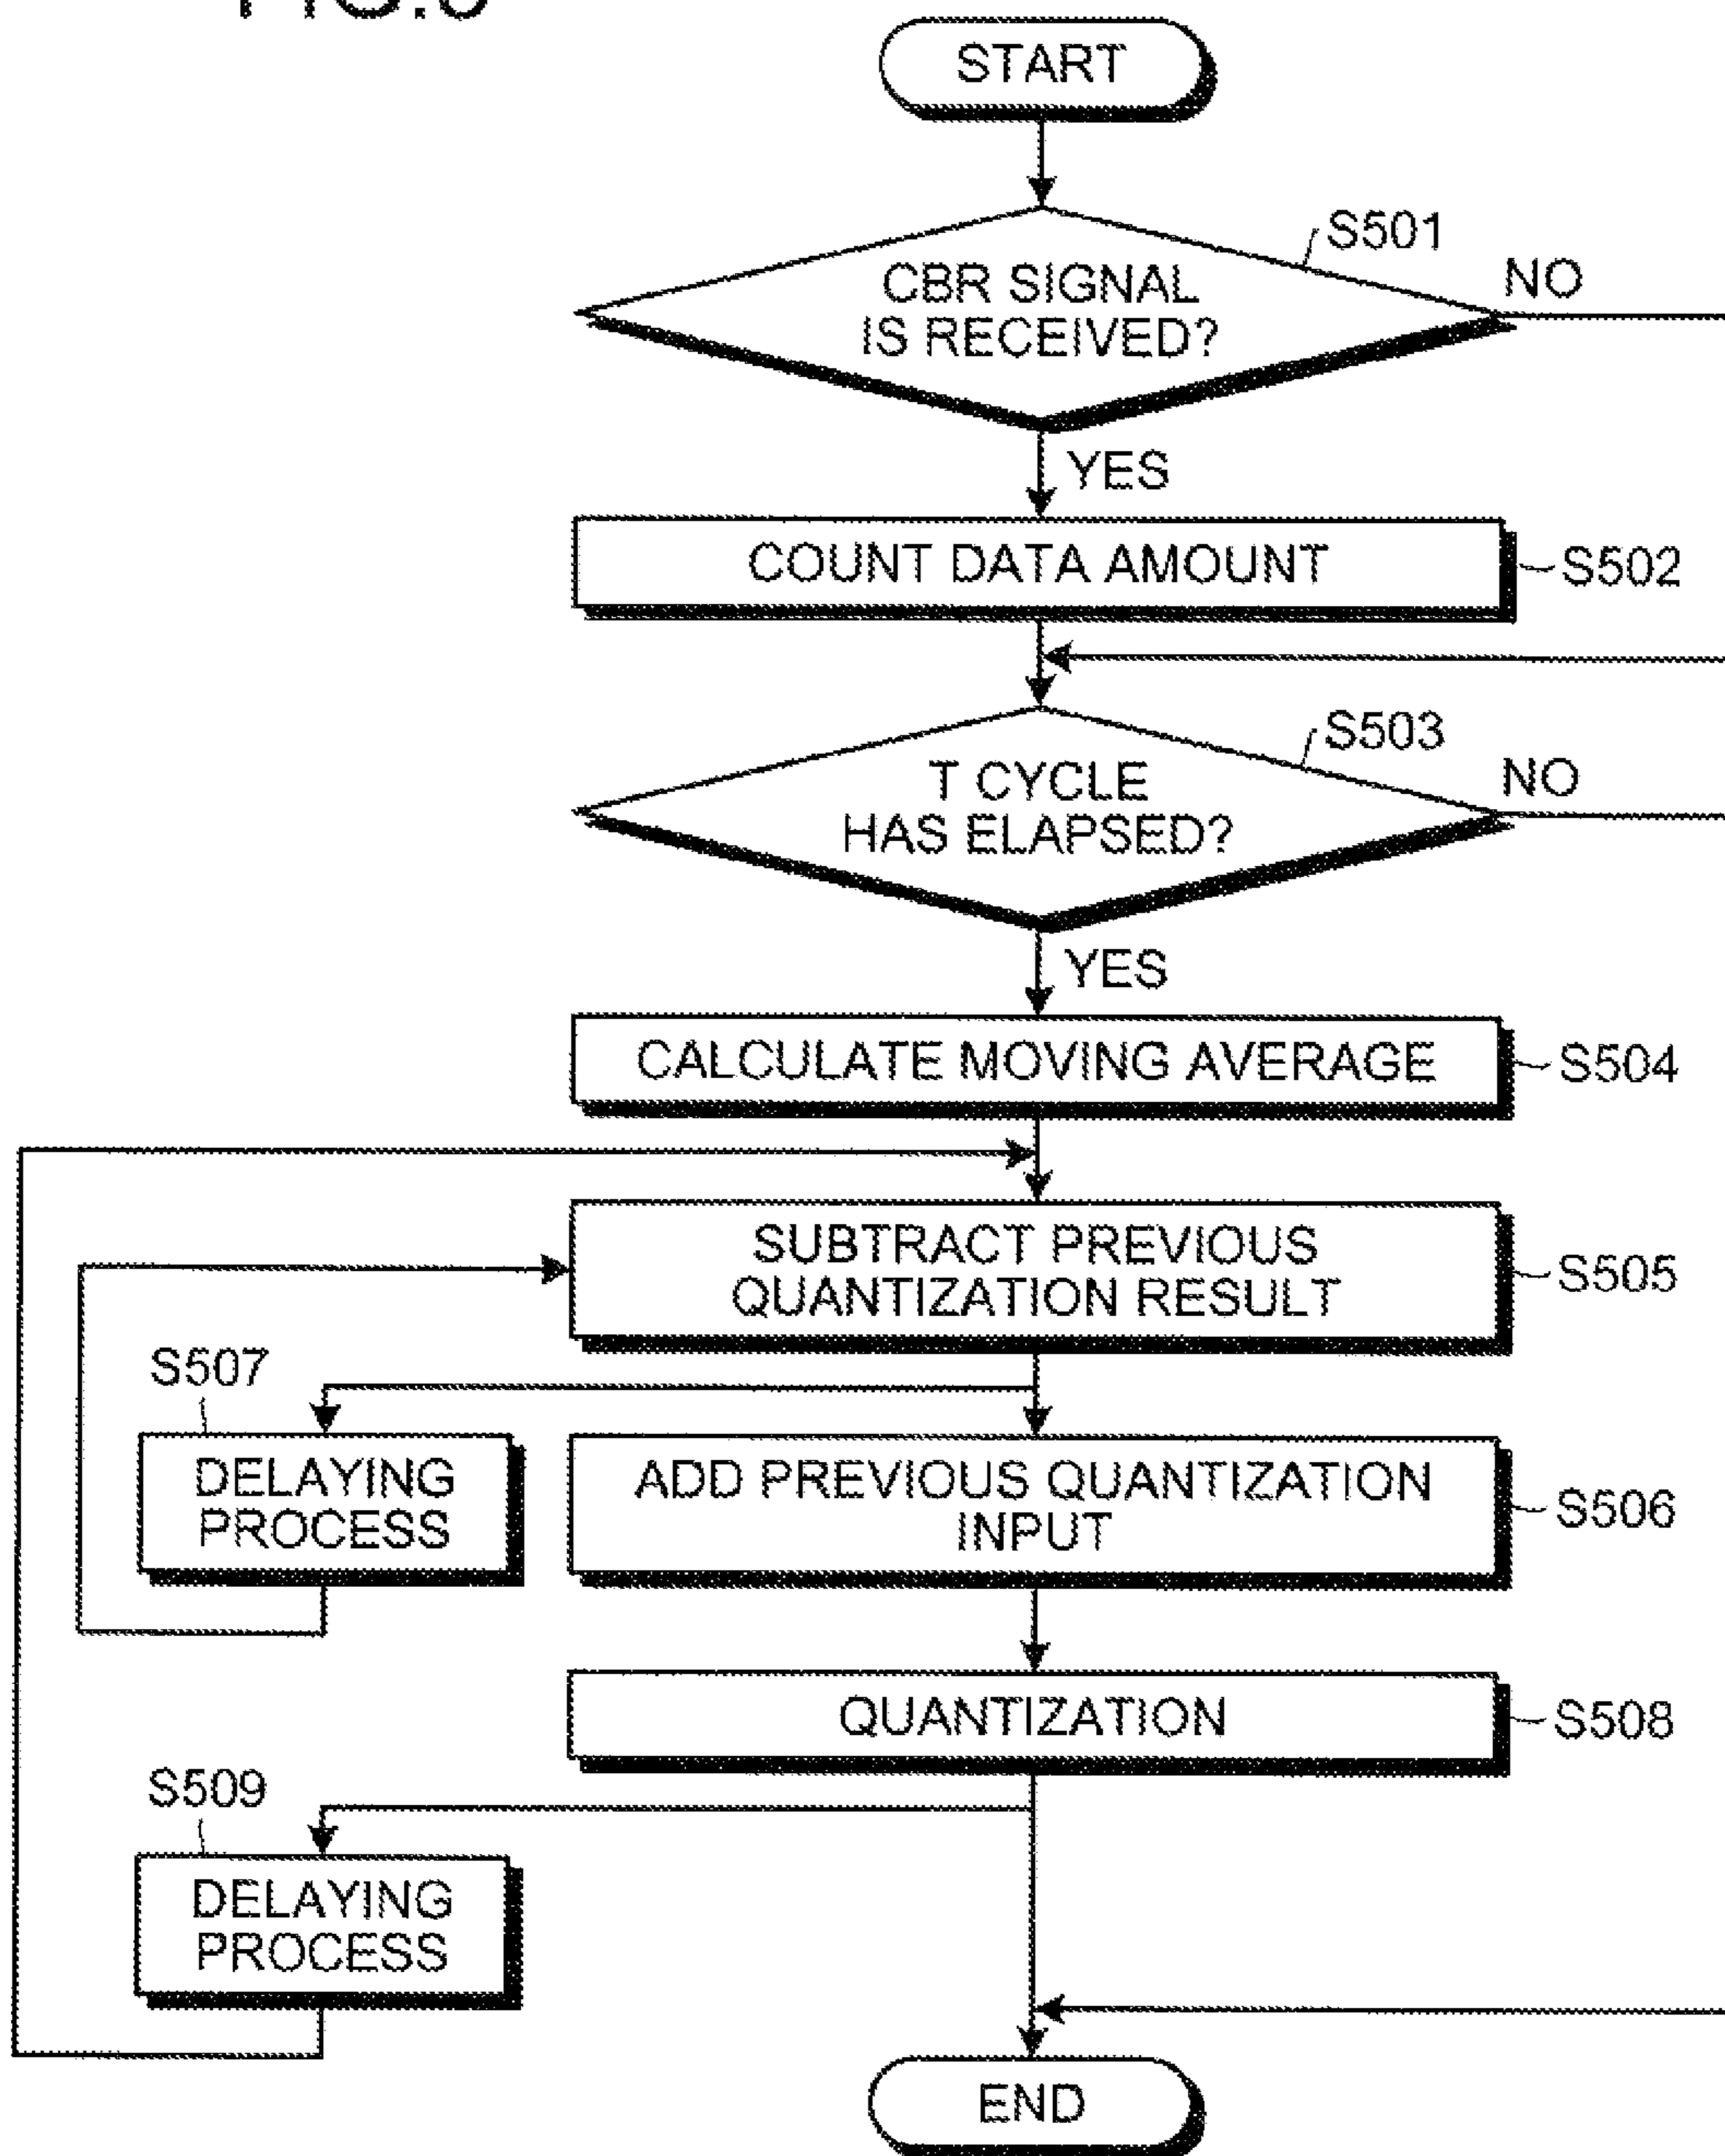 START
S501
CBR SIGNAL
IS RECEIVED?
NO
YES
COUNT DATA AMOUNT
S502
S503
T CYCLE
HAS ELAPSED?
NO
YES
CALCULATE MOVING AVERAGE
S504
SUBTRACT PREVIOUS
QUANTIZATION RESULT
S505
S507
DELAYING
PROCESS
ADD PREVIOUS QUANTIZATION
INPUT
S506
QUANTIZATION
S508
S509
DELAYING
PROCESS
END